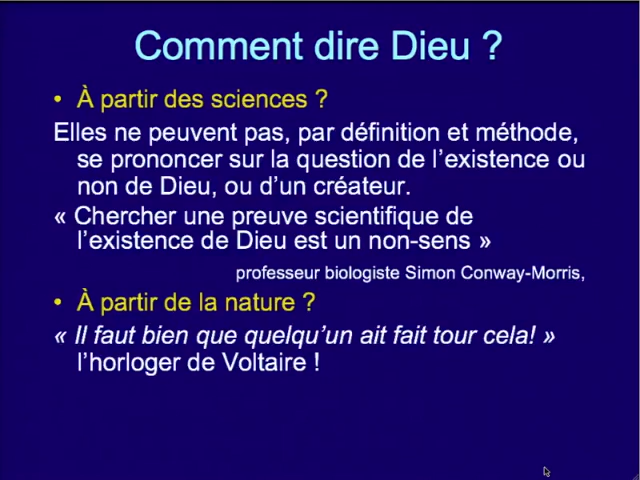 Comment dire Dieu ?
• À partir des sciences ?
Elles ne peuvent pas, par définition et méthode,
se prononcer sur la question de l’existence ou
non de Dieu, ou d’un créateur.
« Chercher une preuve scientifique de
l’existence de Dieu est un non-sens »
professeur biologiste Simon Conway-Morris,
• À partir de la nature ?
« Il faut bien que quelqu’un ait fait tour cela! »
l’horloger de Voltaire !